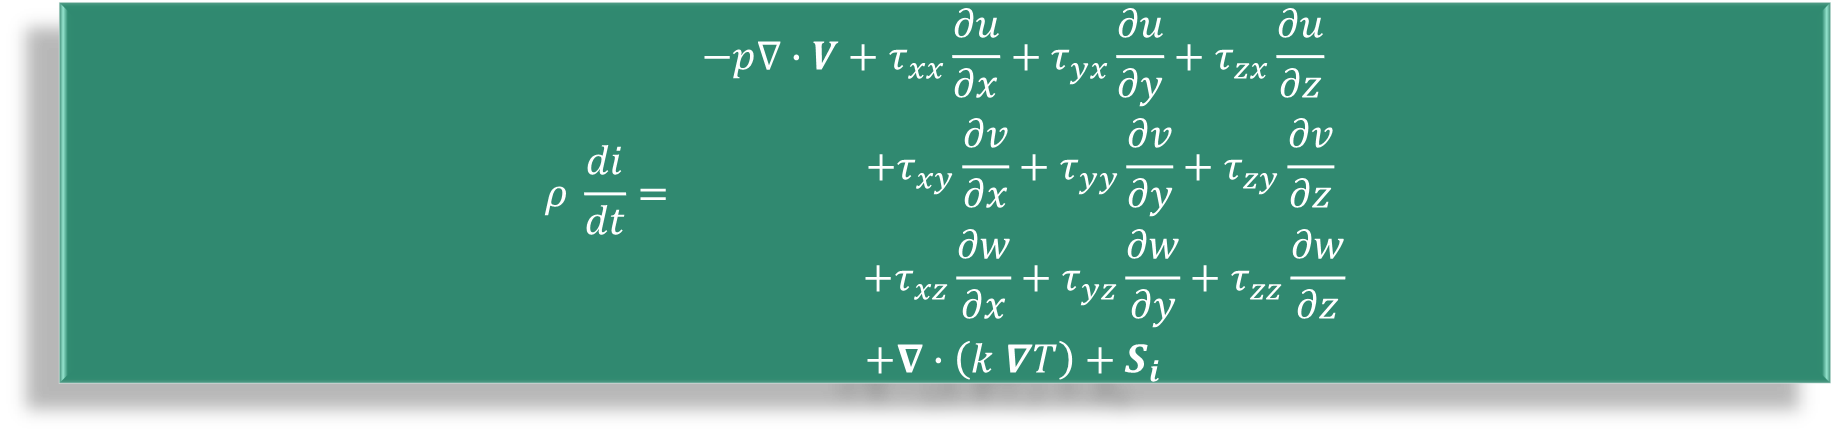 −p∇ · V + τxx ∂u/∂x + τyx ∂u/∂y + τzx ∂u/∂z
ρ di/dt =
+τxy ∂v/∂x + τyy ∂v/∂y + τzy ∂v/∂z
+τxz ∂w/∂x + τyz ∂w/∂y + τzz ∂w/∂z
+∇ · (k ∇T) + Si